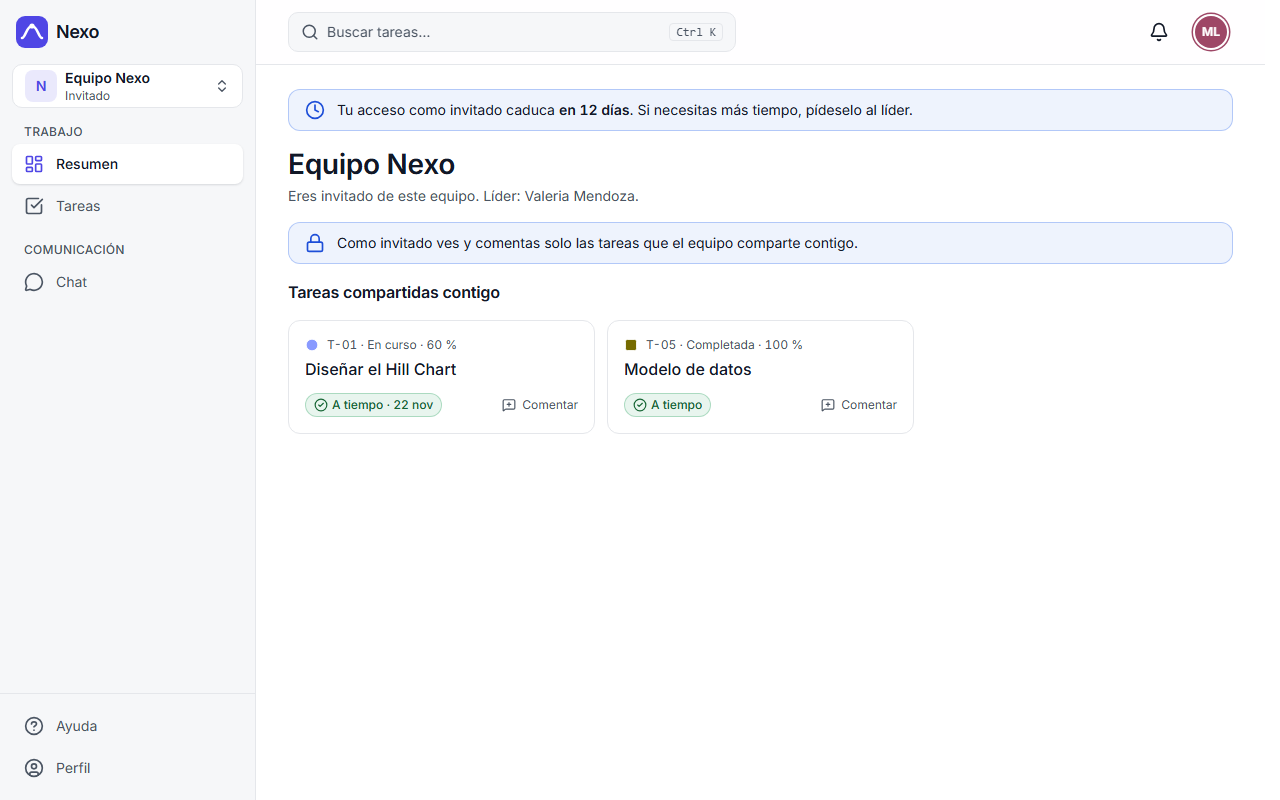 Nexo
N
Equipo Nexo
Invitado
TRABAJO
Resumen
Tareas
COMUNICACIÓN
Chat
Ayuda
Perfil
Buscar tareas...
Ctrl K
ML
Tu acceso como invitado caduca en 12 días. Si necesitas más tiempo, pídeselo al líder.
Equipo Nexo
Eres invitado de este equipo. Líder: Valeria Mendoza.
Como invitado ves y comentas solo las tareas que el equipo comparte contigo.
Tareas compartidas contigo
T-01 · En curso · 60 %
Diseñar el Hill Chart
A tiempo · 22 nov
Comentar
T-05 · Completada · 100 %
Modelo de datos
A tiempo
Comentar